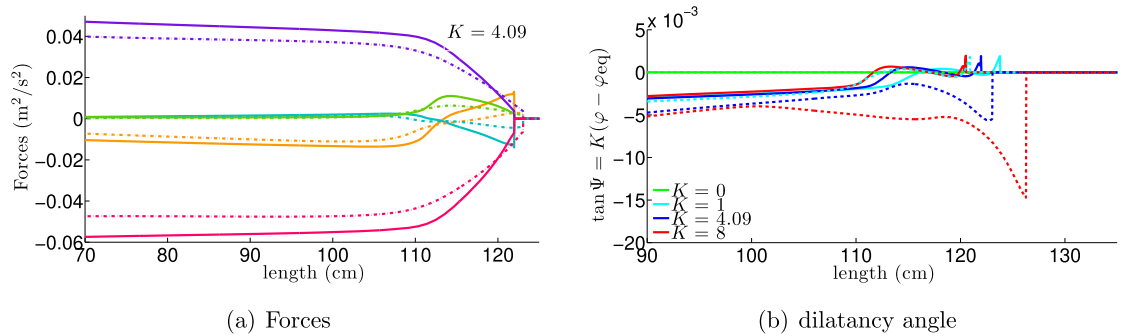 0.04
0.02
0
−0.02
−0.04
−0.06
Forces (m²/s²)
K = 4.09
70 80 90 100 110 120
length (cm)
(a) Forces
x 10⁻³
5
0
−5
−10
−15
−20
tan Ψ = K(φ − φeq)
K = 0
K = 1
K = 4.09
K = 8
90 100 110 120 130
length (cm)
(b) dilatancy angle